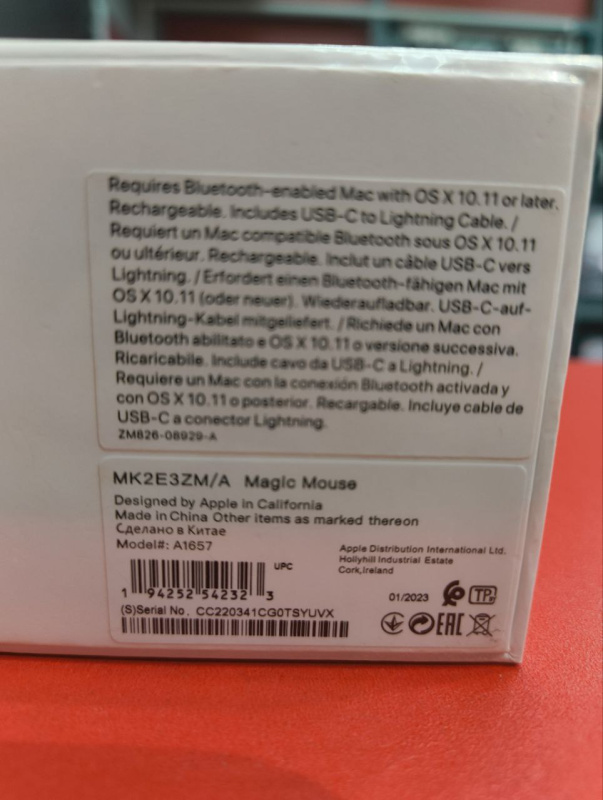 Requires Bluetooth-enabled Mac with OS X 10.11 or later.
Rechargeable. Includes USB-C to Lightning Cable. /
Requiert un Mac compatible Bluetooth sous OS X 10.11
ou ultérieur. Rechargeable. Inclut un câble USB-C vers
Lightning. / Erfordert einen Bluetooth-fähigen Mac mit
OS X 10.11 (oder neuer). Wiederaufladbar. USB-C-auf-
Lightning-Kabel mitgeliefert. / Richiede un Mac con
Bluetooth abilitato e OS X 10.11 o versione successiva.
Ricaricabile. Include cavo da USB-C a Lightning. /
Requiere un Mac con la conexión Bluetooth activada y
con OS X 10.11 o posterior. Recargable. Incluye cable de
USB-C a conector Lightning.
ZM826-08929-A
MK2E3ZM/A Magic Mouse
Designed by Apple in California
Made in China Other items as marked thereon
Сделано в Китае
Model#: A1657
UPC
1 94252 54232 3
(S)Serial No. CC220341CG0TSYUVX
Apple Distribution International Ltd.
Hollyhill Industrial Estate
Cork,Ireland
01/2023 TP
EAC